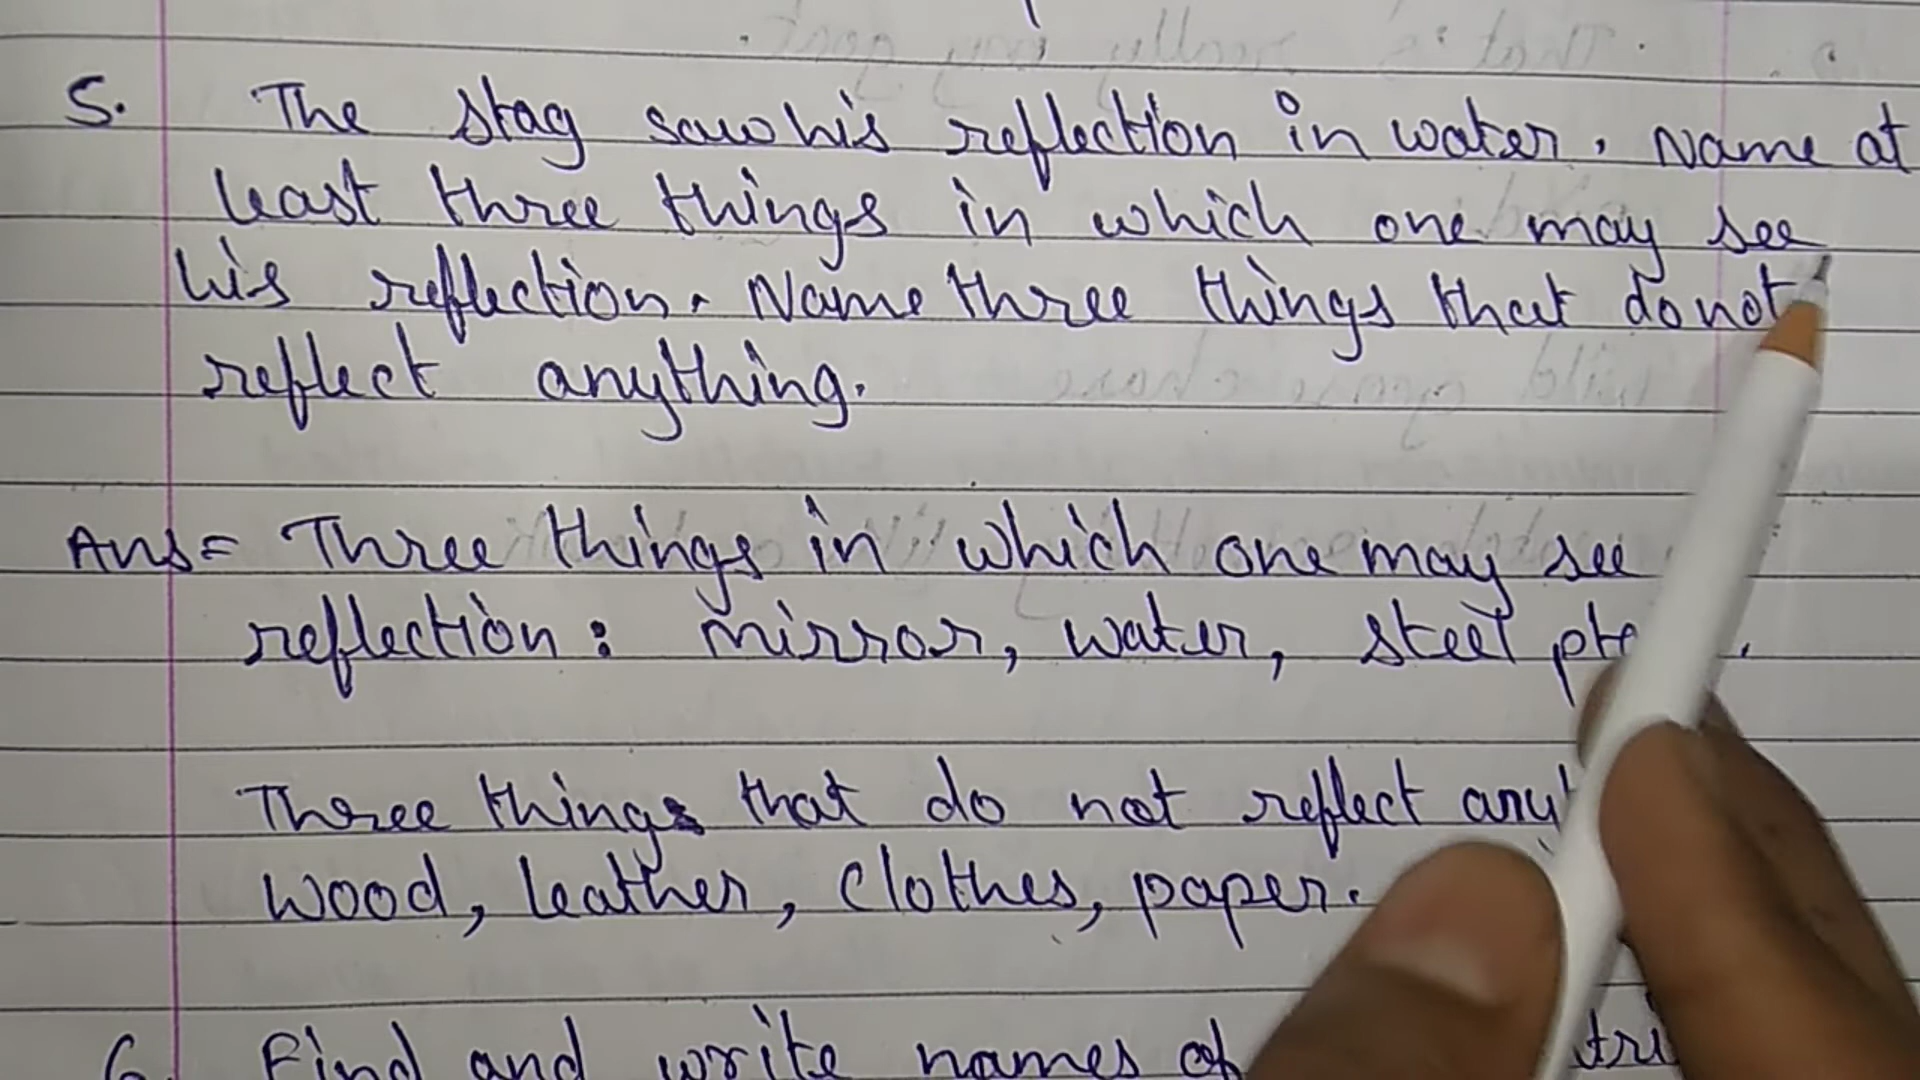 5. The stag saw his reflection in water. Name at
least three things in which one may see
his reflection. Name three things that do not
reflect anything.
Ans = Three things in which one may see
reflection: mirror, water, steel
Three things that do not reflect
wood, leather, clothes, paper.
6. Find and write names of